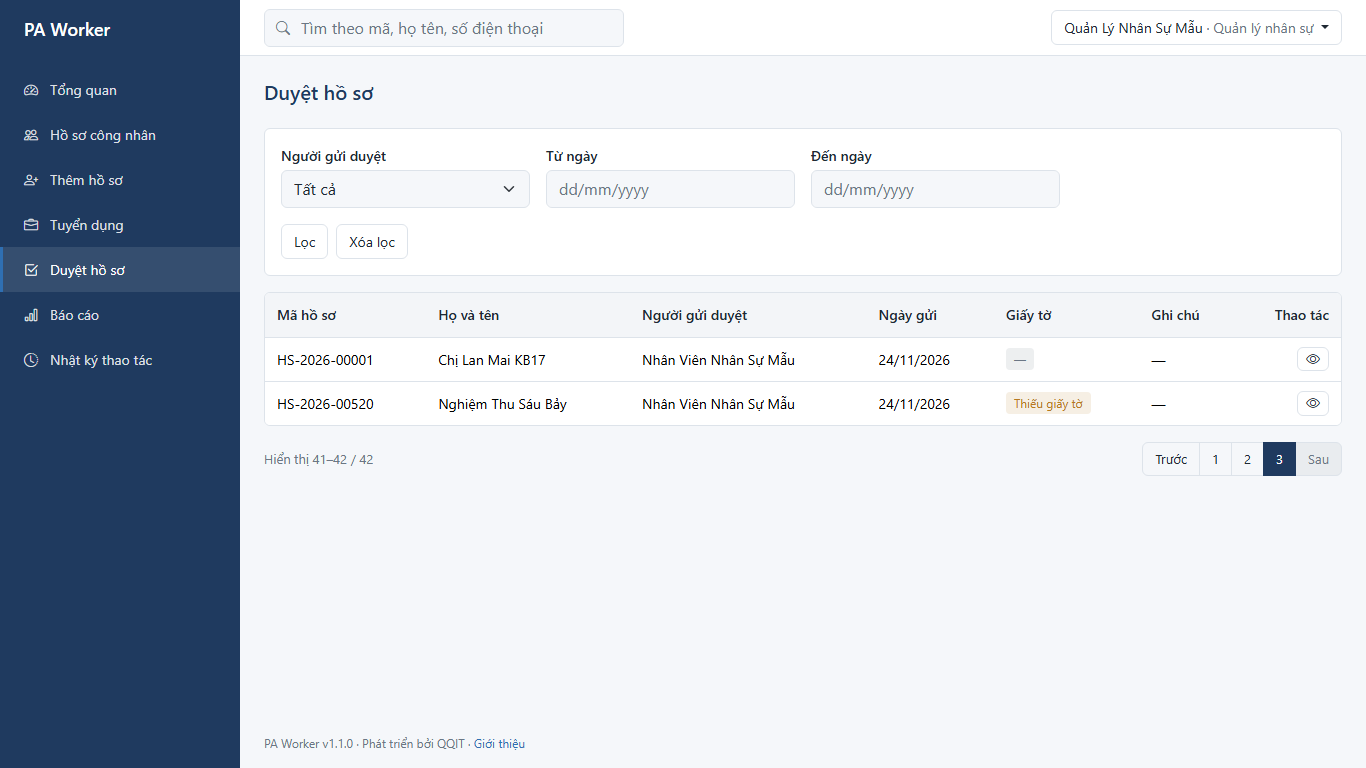 PA Worker
Tìm theo mã, họ tên, số điện thoại
Quản Lý Nhân Sự Mẫu · Quản lý nhân sự
Tổng quan
Hồ sơ công nhân
Thêm hồ sơ
Tuyển dụng
Duyệt hồ sơ
Báo cáo
Nhật ký thao tác
Duyệt hồ sơ
Người gửi duyệt Từ ngày Đến ngày
Tất cả dd/mm/yyyy dd/mm/yyyy
Lọc Xóa lọc
Mã hồ sơ Họ và tên Người gửi duyệt Ngày gửi Giấy tờ Ghi chú Thao tác
HS-2026-00001 Chị Lan Mai KB17 Nhân Viên Nhân Sự Mẫu 24/11/2026 — —
HS-2026-00520 Nghiệm Thu Sáu Bảy Nhân Viên Nhân Sự Mẫu 24/11/2026 Thiếu giấy tờ —
Hiển thị 41–42 / 42 Trước 1 2 3 Sau
PA Worker v1.1.0 · Phát triển bởi QQIT · Giới thiệu